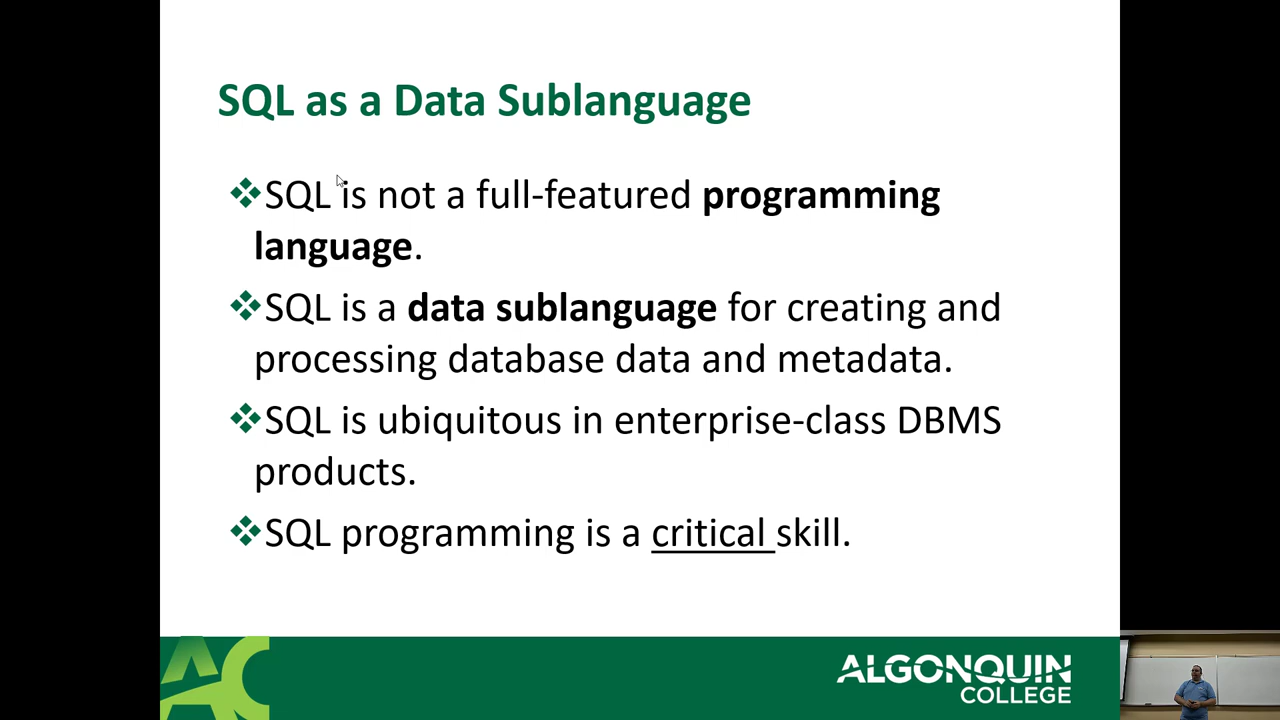 SQL as a Data Sublanguage
❖SQL is not a full-featured programming
language.
❖SQL is a data sublanguage for creating and
processing database data and metadata.
❖SQL is ubiquitous in enterprise-class DBMS
products.
❖SQL programming is a critical skill.
AC
ALGONQUIN
COLLEGE